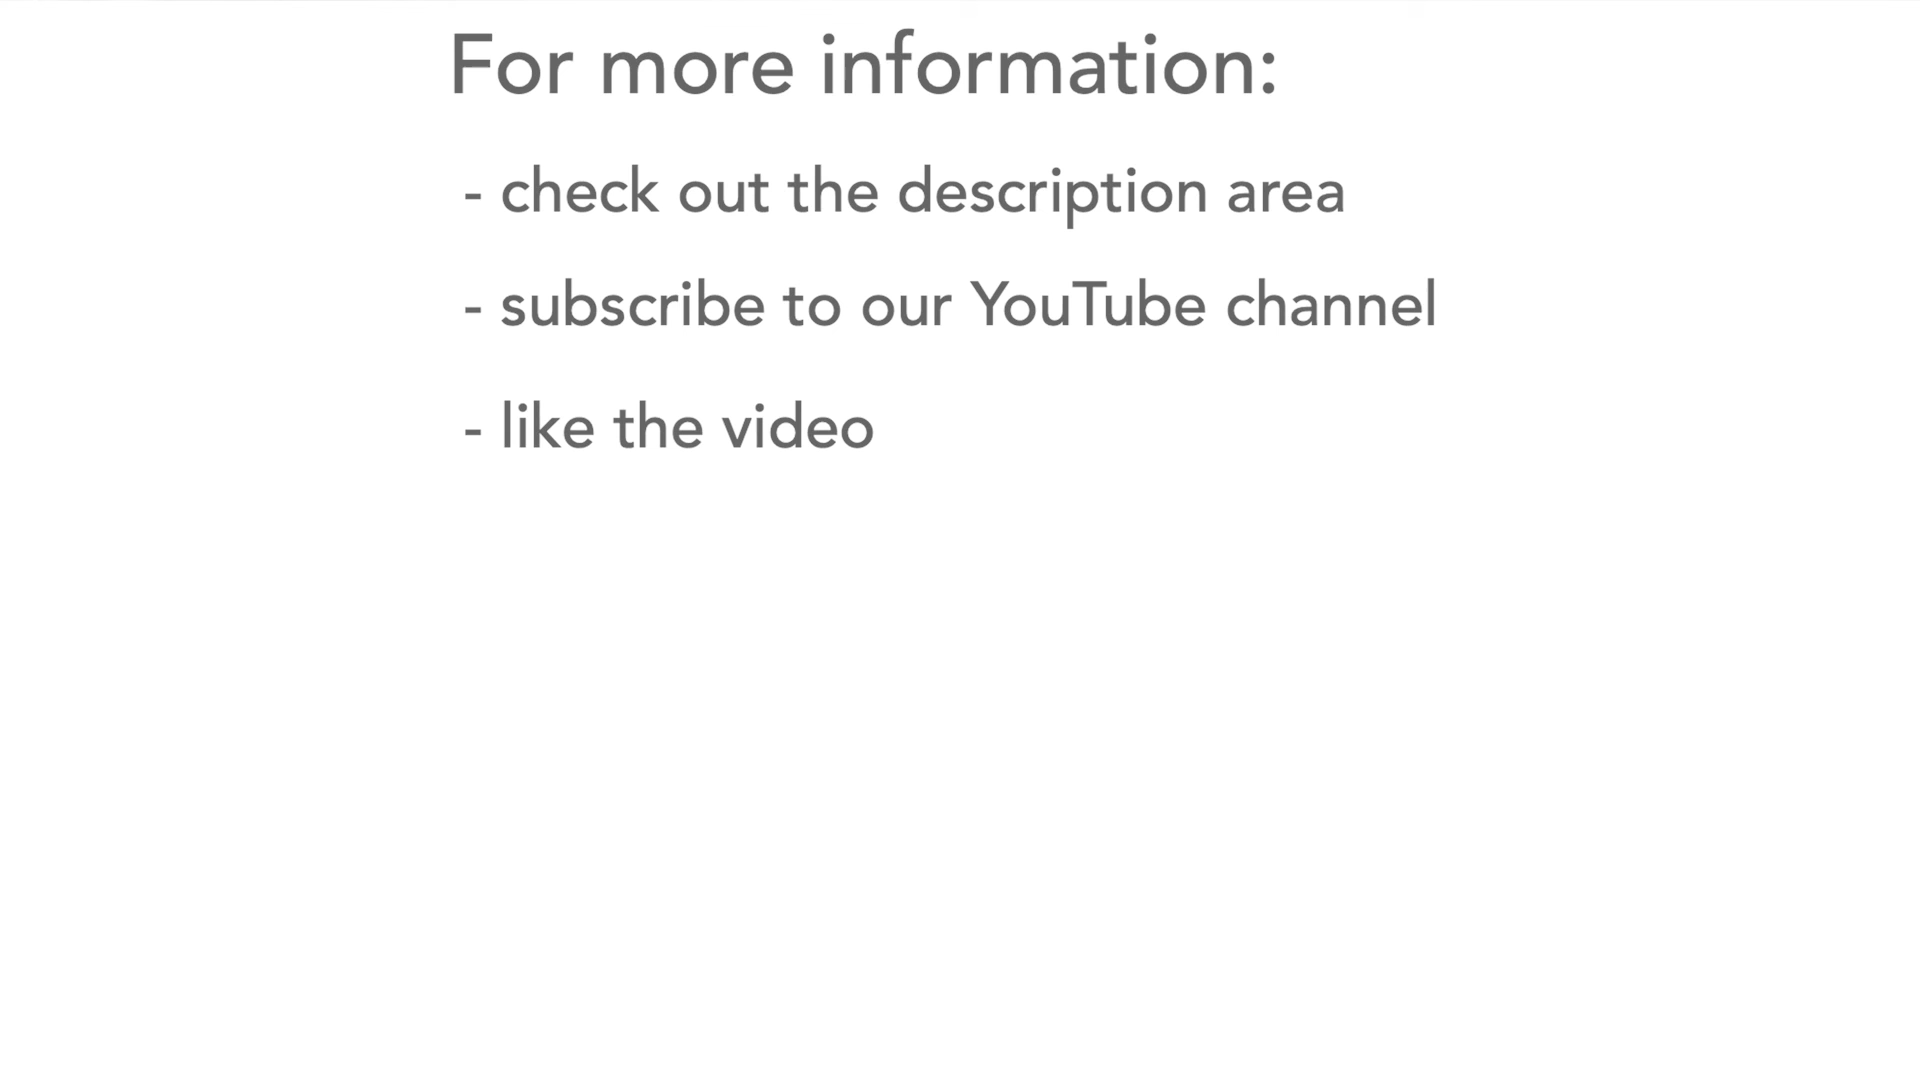 For more information:
- check out the description area
- subscribe to our YouTube channel
- like the video